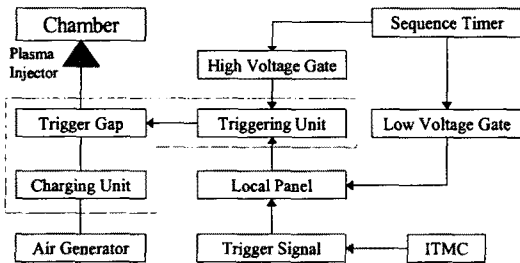 Chamber
Sequence Timer
Plasma
Injector
High Voltage Gate
Trigger Gap
Triggering Unit
Low Voltage Gate
Charging Unit
Local Panel
Air Generator
Trigger Signal
ITMC